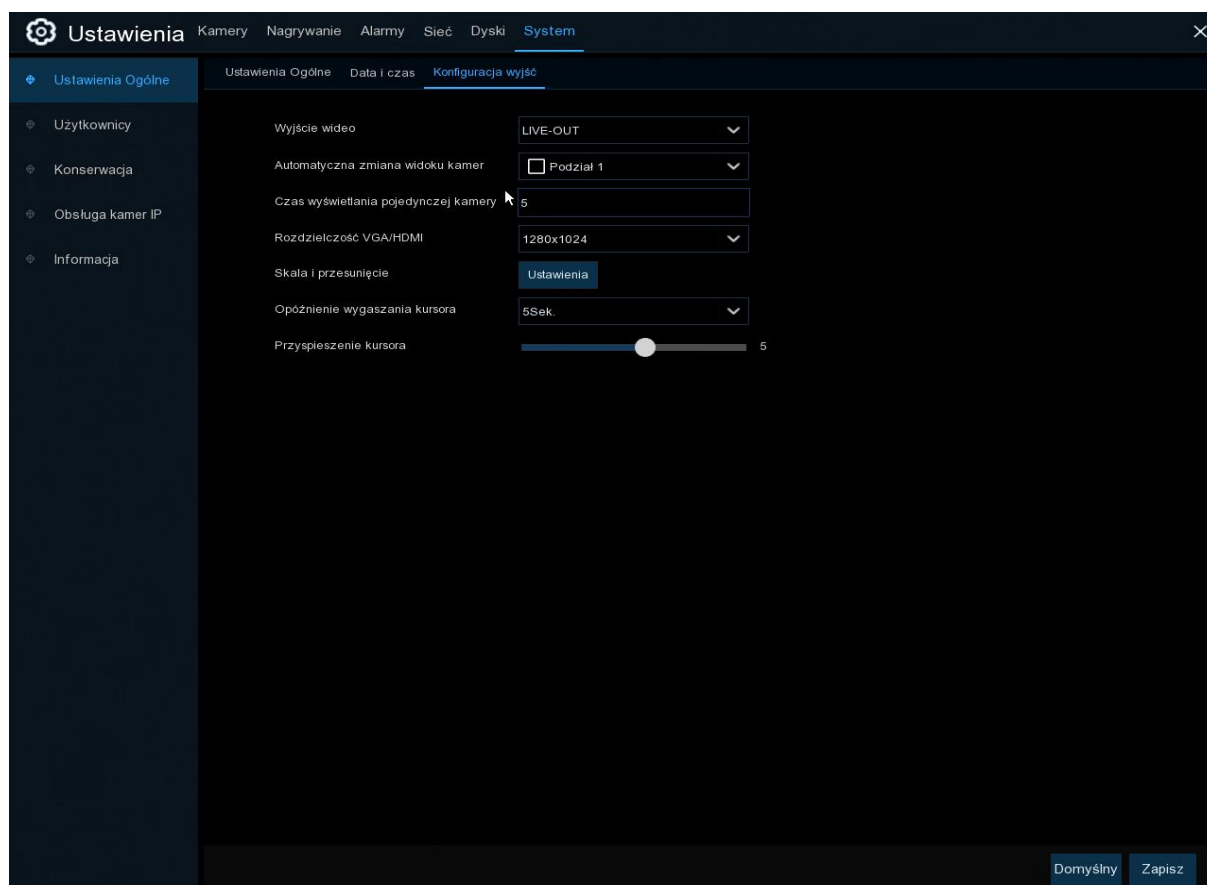 Ustawienia Kamery Nagrywanie Alarmy Sieć Dyski System
Ustawienia Ogólne
Użytkownicy
Konserwacja
Obsługa kamer IP
Informacja
Ustawienia Ogólne Data i czas Konfiguracja wyjść
Wyjście wideo LIVE-OUT
Automatyczna zmiana widoku kamer Podział 1
Czas wyświetlania pojedynczej kamery 5
Rozdzielczość VGA/HDMI 1280x1024
Skala i przesunięcie Ustawienia
Opóźnienie wygaszania kursora 5Sek.
Przyspieszenie kursora 5
Domyślny Zapisz